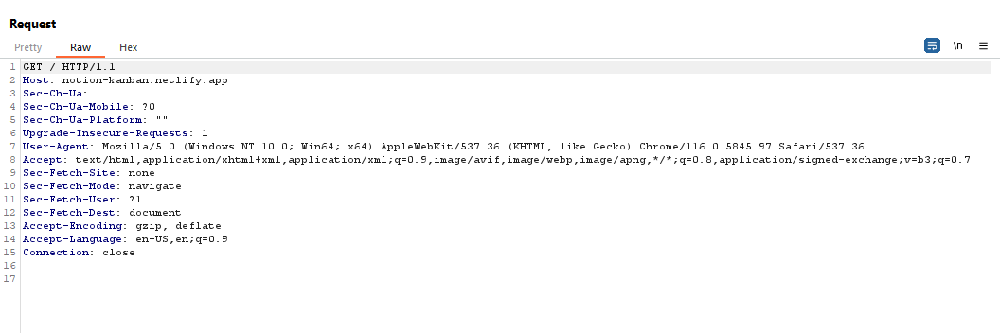 Request
Pretty Raw Hex \n
1 GET / HTTP/1.1
2 Host: notion-kanban.netlify.app
3 Sec-Ch-Ua:
4 Sec-Ch-Ua-Mobile: ?0
5 Sec-Ch-Ua-Platform: ""
6 Upgrade-Insecure-Requests: 1
7 User-Agent: Mozilla/5.0 (Windows NT 10.0; Win64; x64) AppleWebKit/537.36 (KHTML, like Gecko) Chrome/116.0.5845.97 Safari/537.36
8 Accept: text/html,application/xhtml+xml,application/xml;q=0.9,image/avif,image/webp,image/apng,*/*;q=0.8,application/signed-exchange;v=b3;q=0.7
9 Sec-Fetch-Site: none
10 Sec-Fetch-Mode: navigate
11 Sec-Fetch-User: ?1
12 Sec-Fetch-Dest: document
13 Accept-Encoding: gzip, deflate
14 Accept-Language: en-US,en;q=0.9
15 Connection: close
16
17